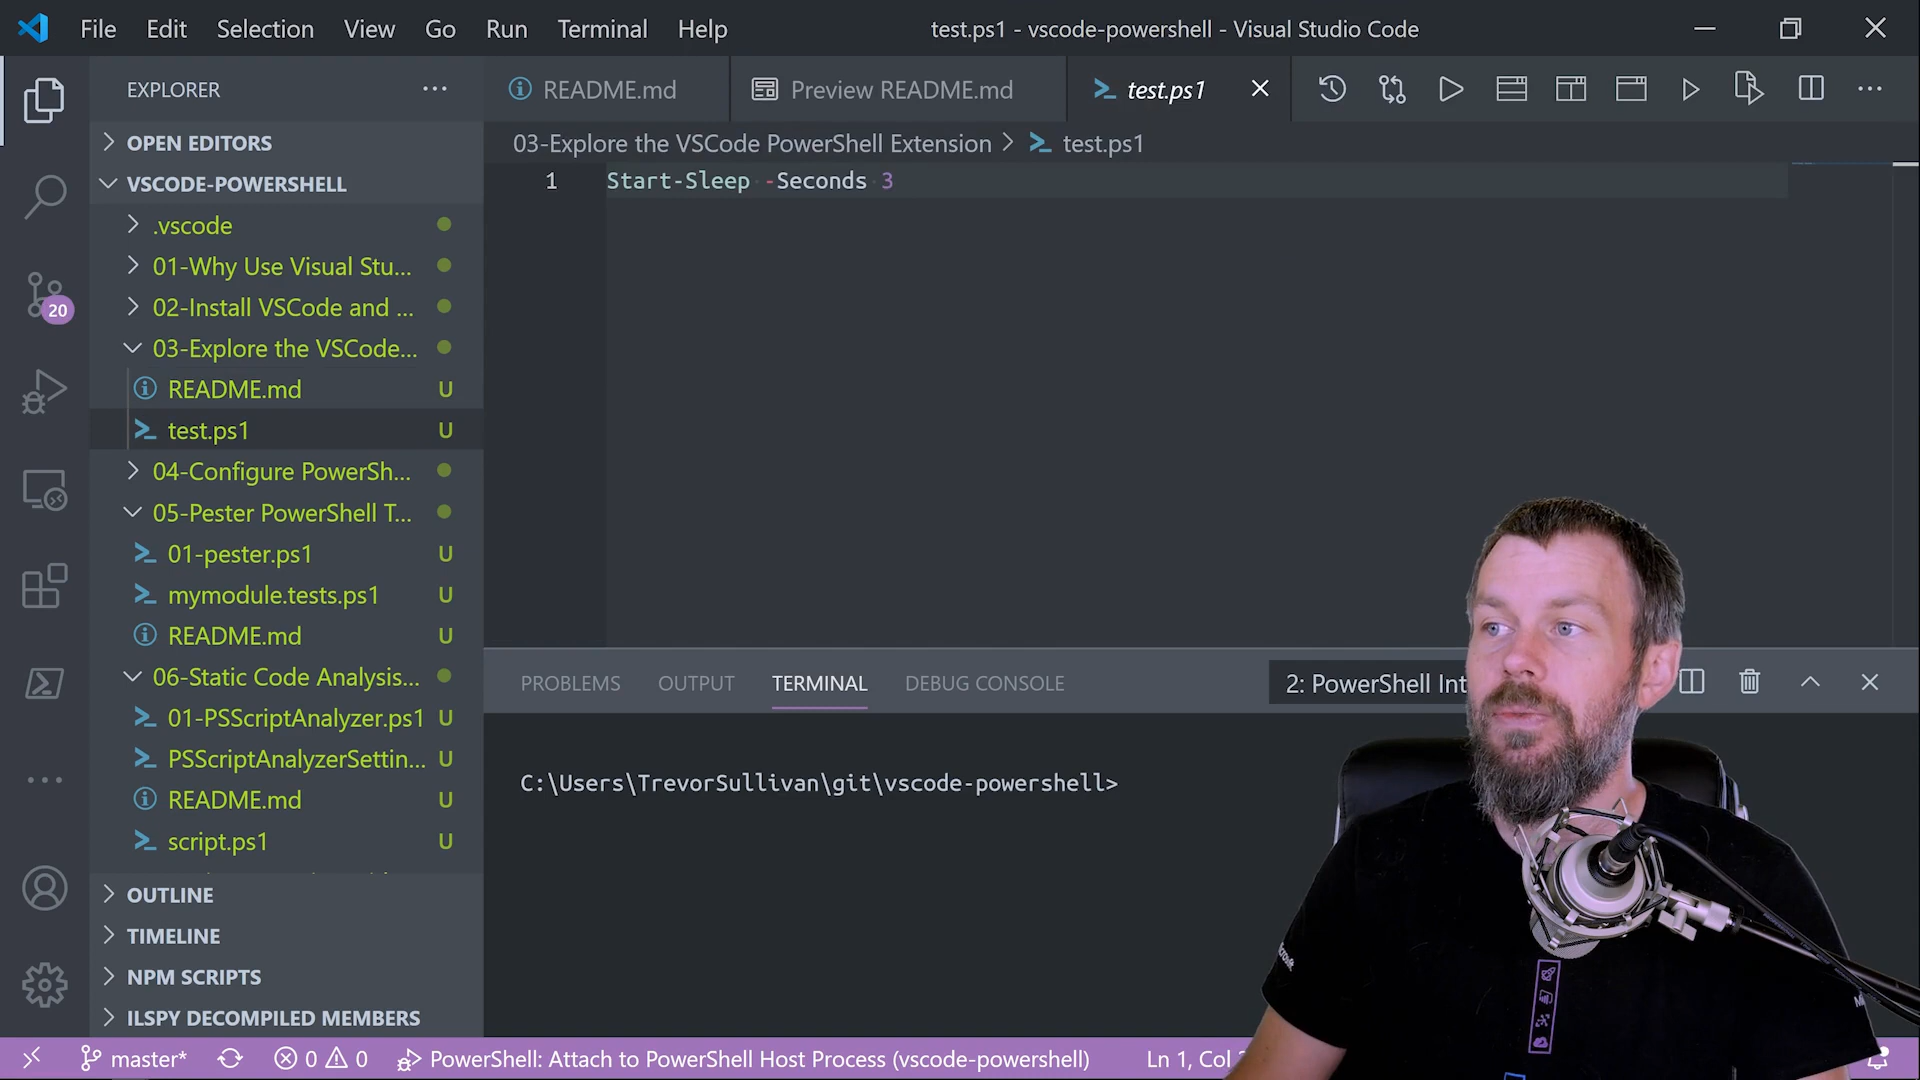 File Edit Selection View Go Run Terminal Help
test.ps1 - vscode-powershell - Visual Studio Code
EXPLORER
README.md
Preview README.md
test.ps1
OPEN EDITORS
VSCODE-POWERSHELL
.vscode
01-Why Use Visual Stu...
02-Install VSCode and ...
03-Explore the VSCode...
README.md U
test.ps1 U
04-Configure PowerSh...
05-Pester PowerShell T...
01-pester.ps1 U
mymodule.tests.ps1 U
README.md U
06-Static Code Analysis...
01-PSScriptAnalyzer.ps1 U
PSScriptAnalyzerSettin... U
README.md U
script.ps1 U
OUTLINE
TIMELINE
NPM SCRIPTS
ILSPY DECOMPILED MEMBERS
20
03-Explore the VSCode PowerShell Extension > test.ps1
1 Start-Sleep -Seconds 3
PROBLEMS OUTPUT TERMINAL DEBUG CONSOLE
2: PowerShell Int
C:\Users\TrevorSullivan\git\vscode-powershell>
master* 0 0 PowerShell: Attach to PowerShell Host Process (vscode-powershell) Ln 1, Col